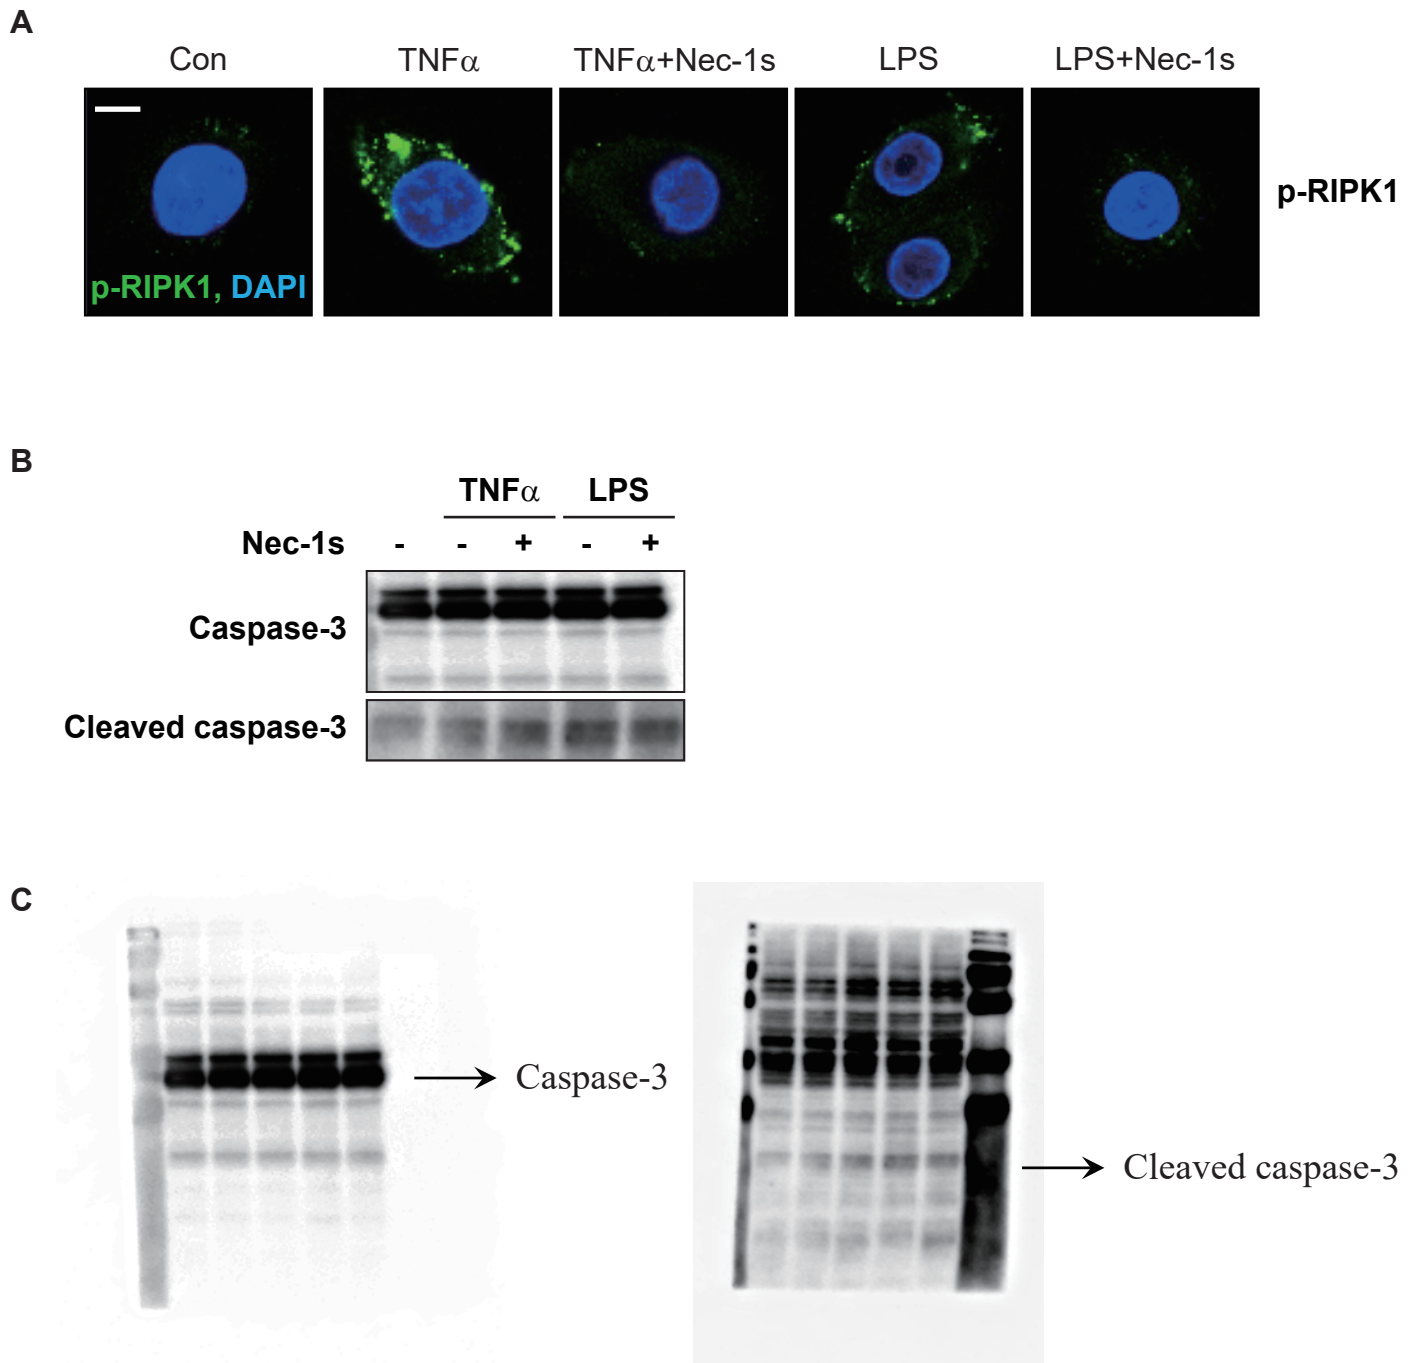 A
Con TNFα TNFα+Nec-1s LPS LPS+Nec-1s
p-RIPK1, DAPI
p-RIPK1
B
TNFα LPS
Nec-1s - - + - +
Caspase-3
Cleaved caspase-3
C
Caspase-3
Cleaved caspase-3